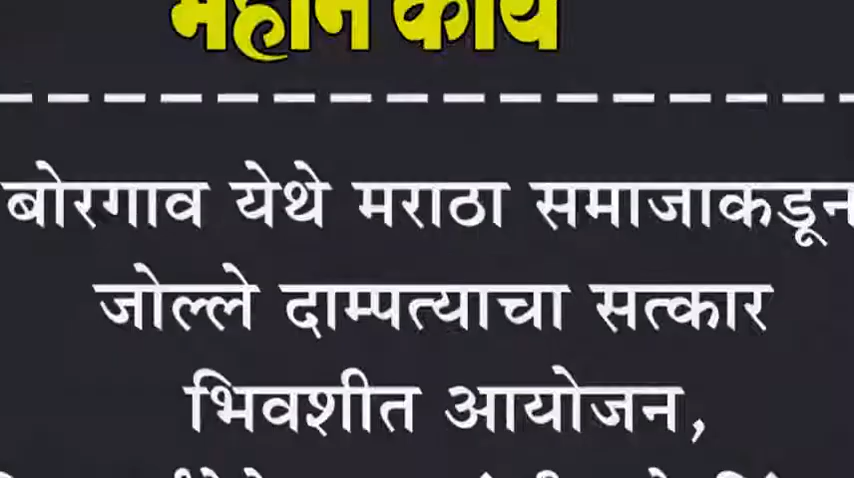 महान कार्य
बोरगाव येथे मराठा समाजाकडून
जोल्ले दाम्पत्याचा सत्कार
भिवशीत आयोजन,